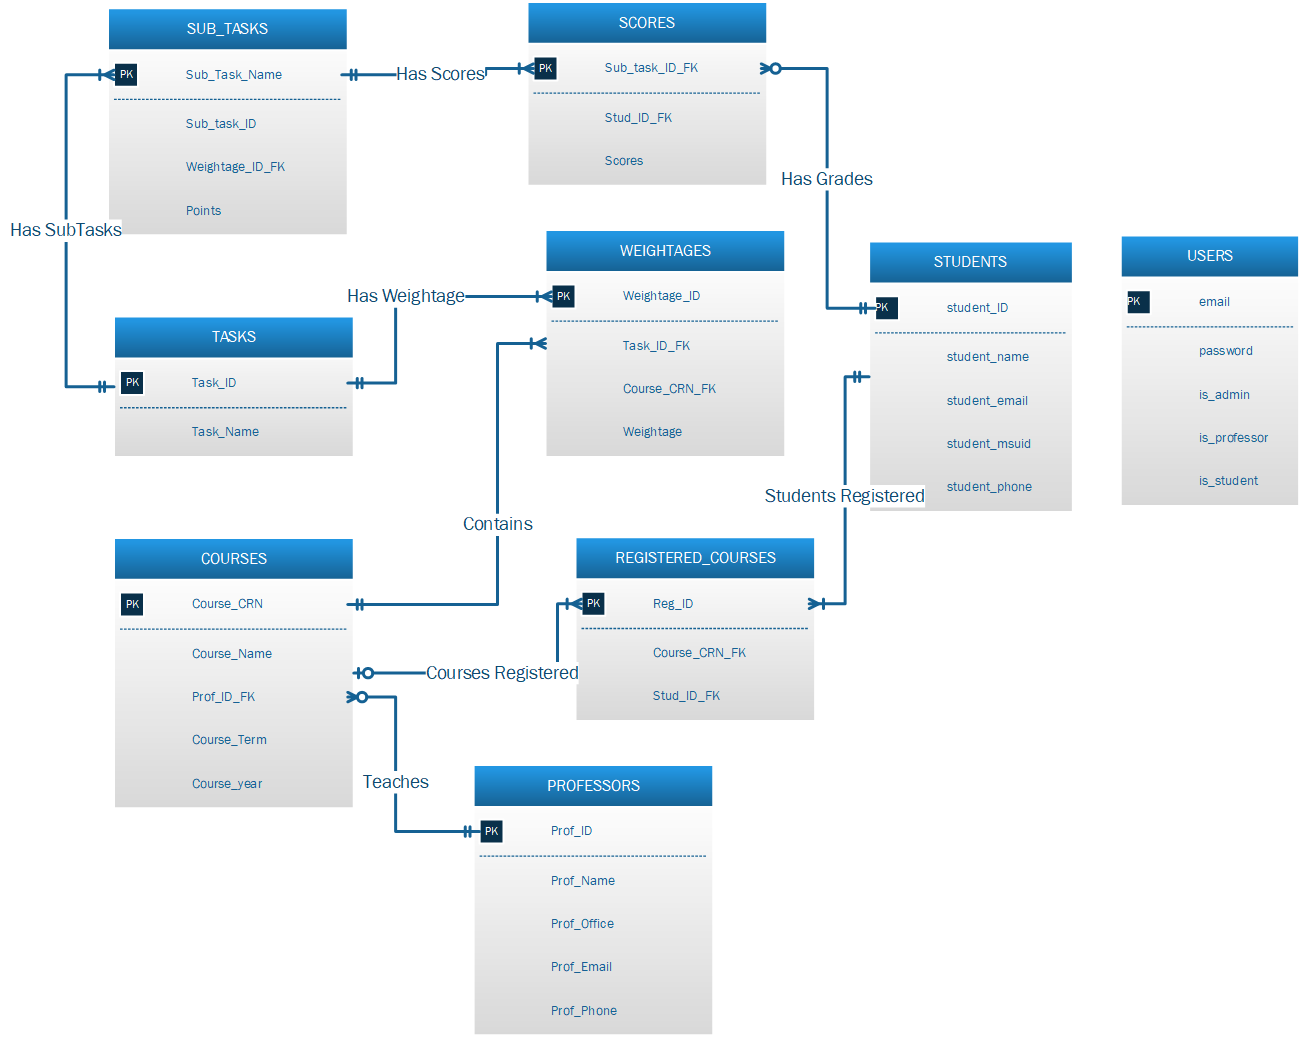 SUB_TASKS
PK
Sub_Task_Name
Sub_task_ID
Weightage_ID_FK
Points
Has Scores
SCORES
PK
Sub_task_ID_FK
Stud_ID_FK
Scores
Has Grades
Has SubTasks
WEIGHTAGES
PK
Weightage_ID
Task_ID_FK
Course_CRN_FK
Weightage
STUDENTS
PK
student_ID
student_name
student_email
student_msuid
student_phone
USERS
PK
email
password
is_admin
is_professor
is_student
Has Weightage
TASKS
PK
Task_ID
Task_Name
Students Registered
Contains
COURSES
PK
Course_CRN
Course_Name
Prof_ID_FK
Course_Term
Course_year
REGISTERED_COURSES
PK
Reg_ID
Course_CRN_FK
Stud_ID_FK
Courses Registered
Teaches
PROFESSORS
PK
Prof_ID
Prof_Name
Prof_Office
Prof_Email
Prof_Phone